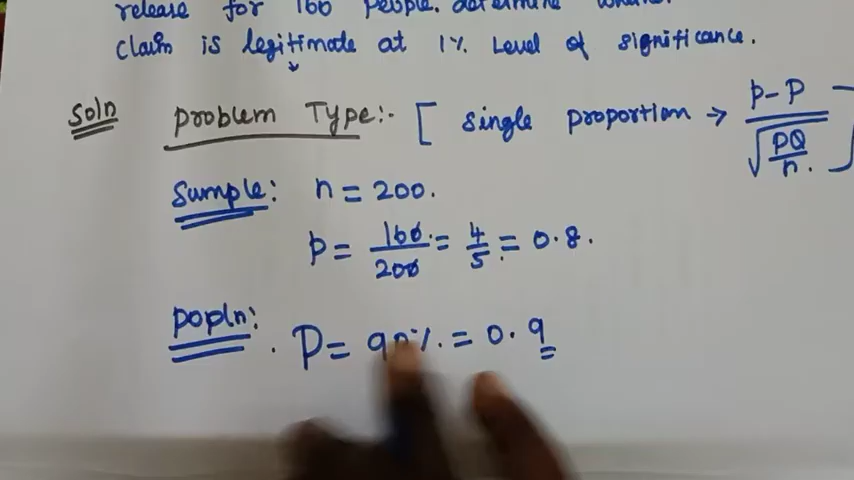 release for 160 people. determine
claim is legitimate at 1% Level of significance.
Soln Problem Type:- [ single proportion → p-P / √(PQ/n) ]
Sample: n = 200.
p = 160/200 = 4/5 = 0.8.
Popln: P = 90% = 0.9